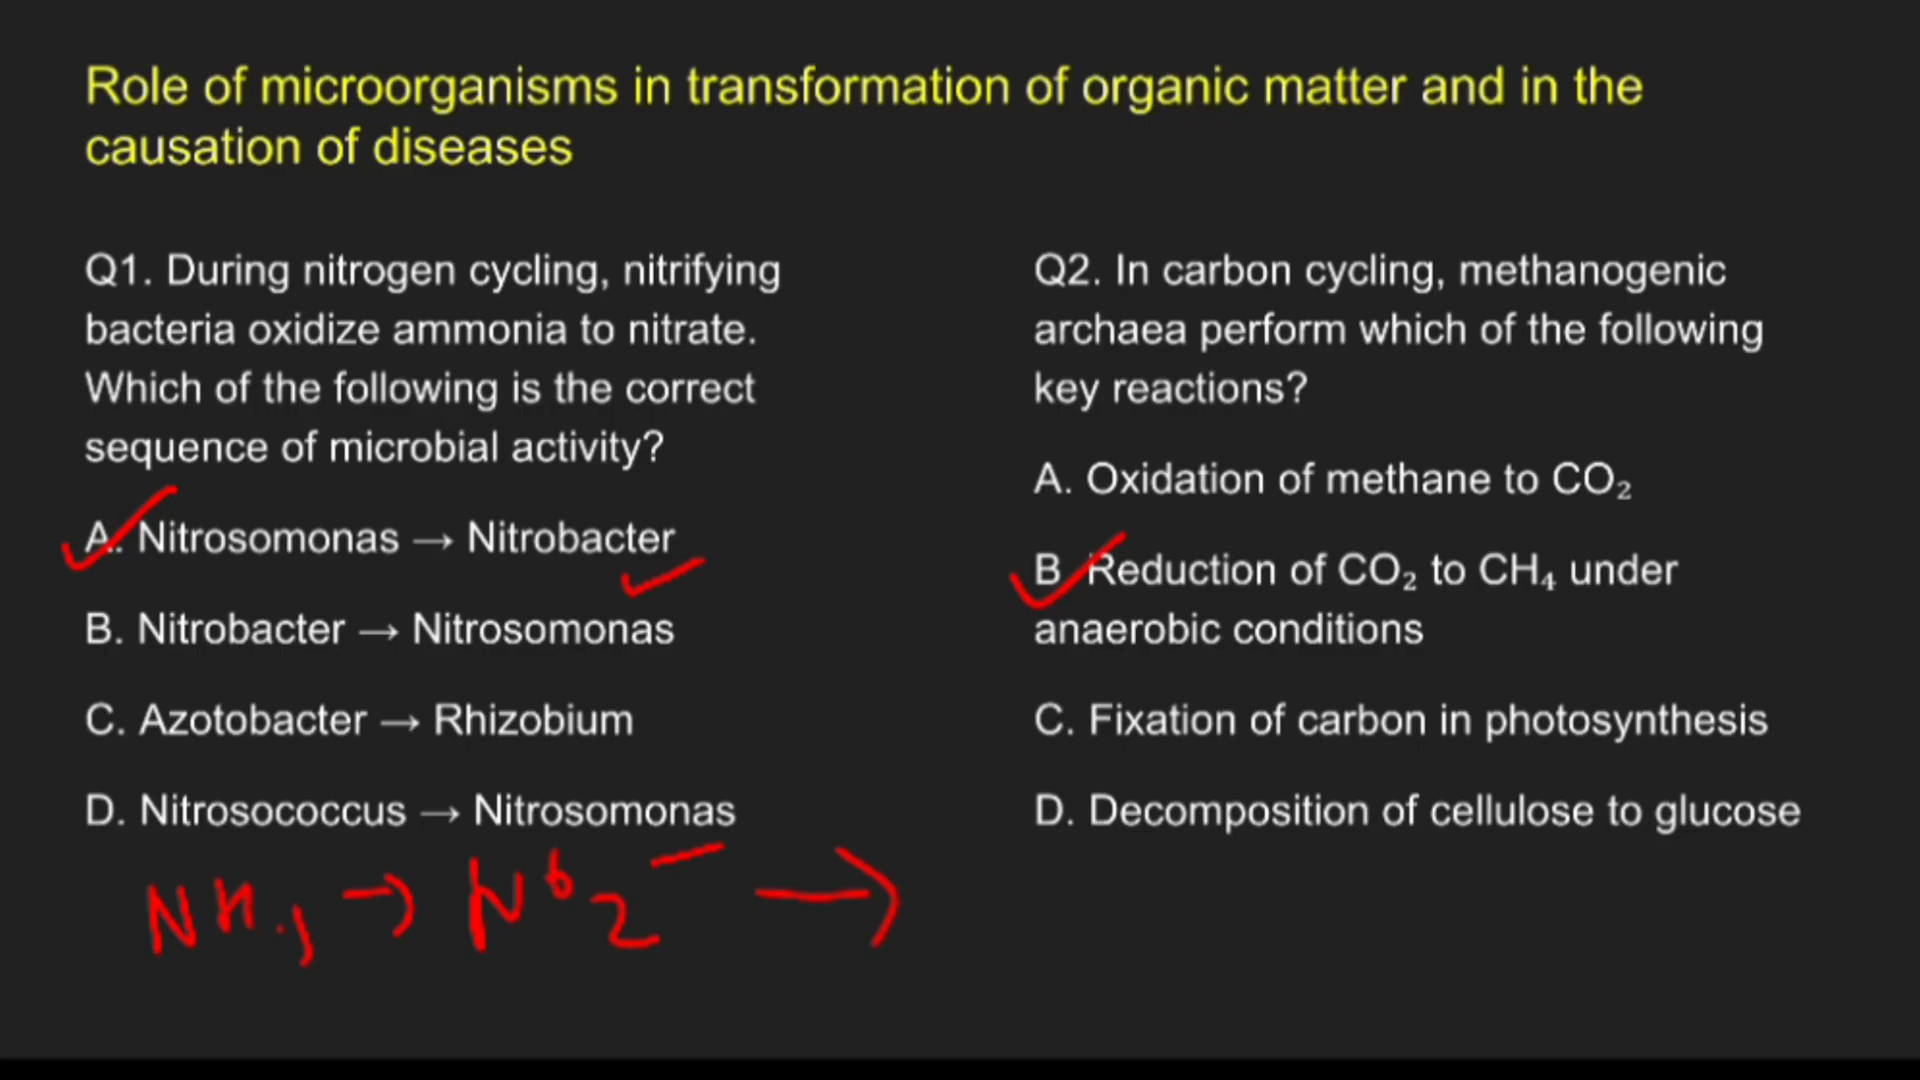 Role of microorganisms in transformation of organic matter and in the
causation of diseases
Q1. During nitrogen cycling, nitrifying
bacteria oxidize ammonia to nitrate.
Which of the following is the correct
sequence of microbial activity?
A. Nitrosomonas → Nitrobacter
B. Nitrobacter → Nitrosomonas
C. Azotobacter → Rhizobium
D. Nitrosococcus → Nitrosomonas
Q2. In carbon cycling, methanogenic
archaea perform which of the following
key reactions?
A. Oxidation of methane to CO₂
B Reduction of CO₂ to CH₄ under
anaerobic conditions
C. Fixation of carbon in photosynthesis
D. Decomposition of cellulose to glucose
→ NO₂⁻ →